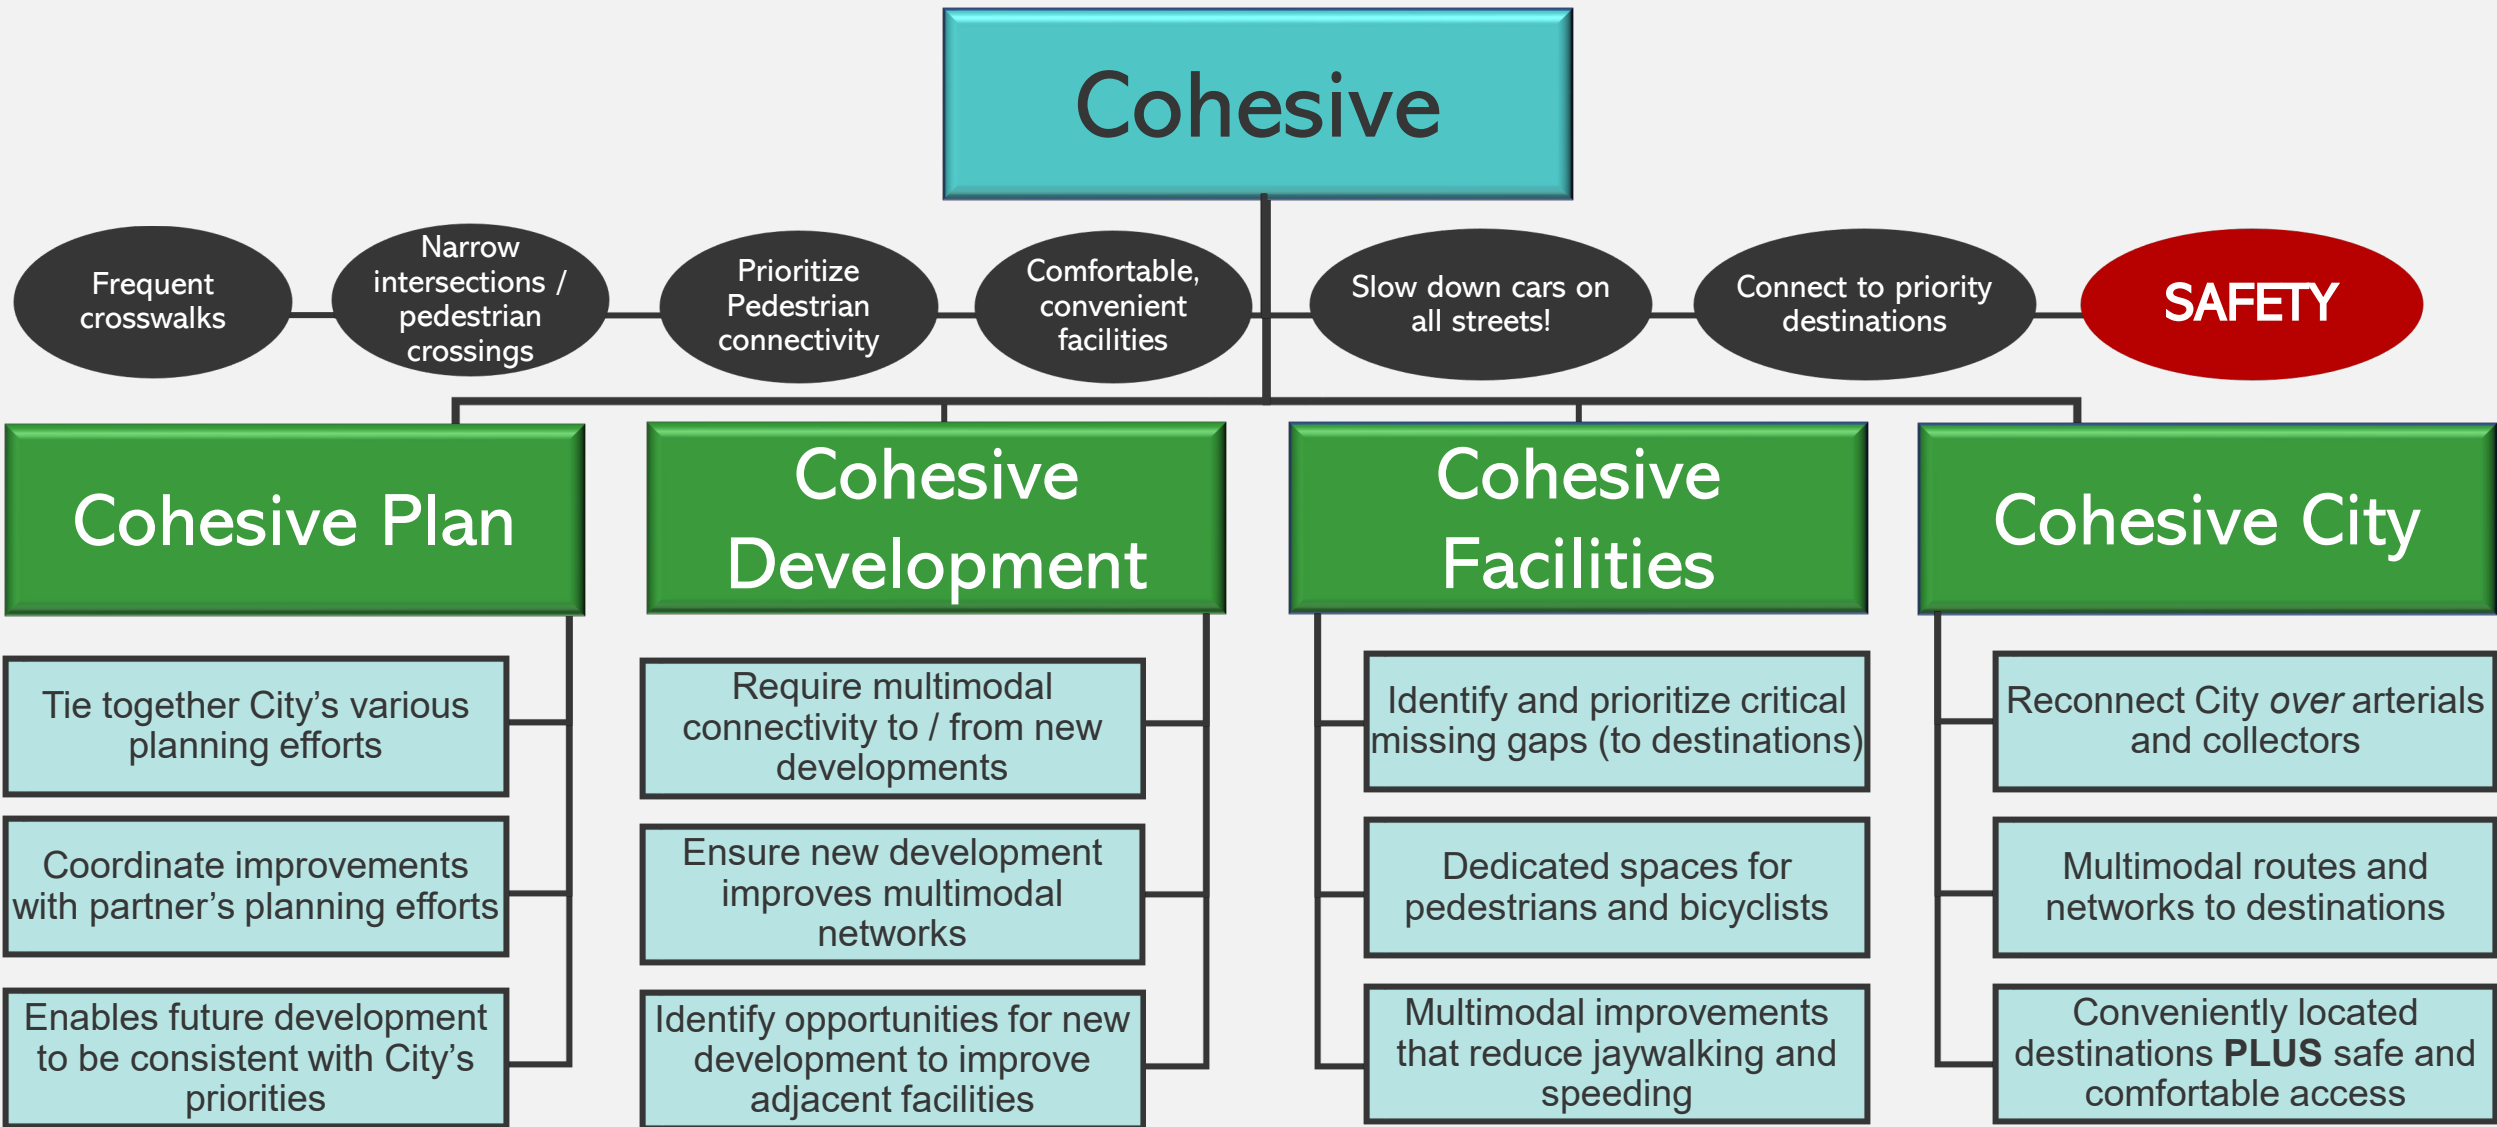 Cohesive
Frequent
crosswalks
Narrow
intersections /
pedestrian
crossings
Prioritize
Pedestrian
connectivity
Comfortable,
convenient
facilities
Slow down cars on
all streets!
Connect to priority
destinations
SAFETY
Cohesive Plan
Tie together City’s various
planning efforts
Coordinate improvements
with partner’s planning efforts
Enables future development
to be consistent with City’s
priorities
Cohesive
Development
Require multimodal
connectivity to / from new
developments
Ensure new development
improves multimodal
networks
Identify opportunities for new
development to improve
adjacent facilities
Cohesive
Facilities
Identify and prioritize critical
missing gaps (to destinations)
Dedicated spaces for
pedestrians and bicyclists
Multimodal improvements
that reduce jaywalking and
speeding
Cohesive City
Reconnect City over arterials
and collectors
Multimodal routes and
networks to destinations
Conveniently located
destinations PLUS safe and
comfortable access